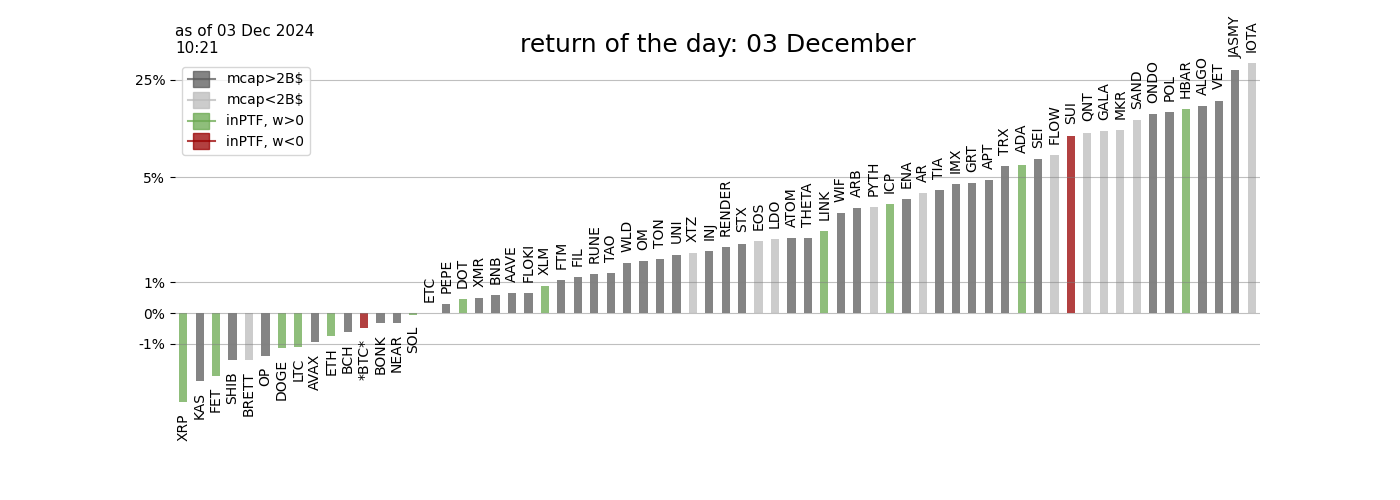 as of 03 Dec 2024
10:21
return of the day: 03 December
mcap>2B$
mcap<2B$
inPTF, w>0
inPTF, w<0
25%
5%
1%
0%
-1%
XRP
KAS
FET
SHIB
BRETT
OP
DOGE
LTC
AVAX
ETH
BCH
*BTC*
BONK
NEAR
SOL
ETC
PEPE
DOT
XMR
BNB
AAVE
FLOKI
XLM
FTM
FIL
RUNE
TAO
WLD
OM
TON
UNI
XTZ
INJ
RENDER
STX
EOS
LDO
ATOM
THETA
LINK
WIF
ARB
PYTH
ICP
ENA
AR
TIA
IMX
GRT
APT
TRX
ADA
SEI
FLOW
SUI
QNT
GALA
MKR
SAND
ONDO
POL
HBAR
ALGO
VET
JASMY
IOTA